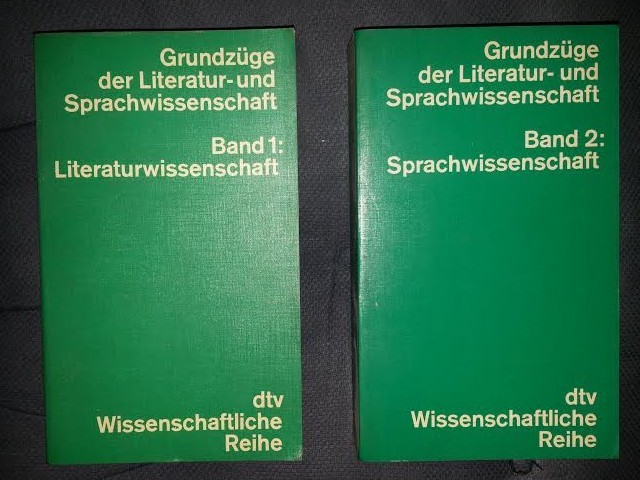 Grundzüge
der Literatur- und
Sprachwissenschaft
Band 1:
Literaturwissenschaft
dtv
Wissenschaftliche
Reihe
Grundzüge
der Literatur- und
Sprachwissenschaft
Band 2:
Sprachwissenschaft
dtv
Wissenschaftliche
Reihe